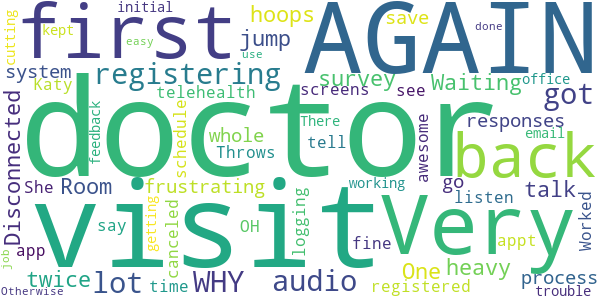 cutting
kept
initial
first
AGAIN
done
easy
use
hoops
save
jump
system
Katy
registering
survey
Waiting
office
got
screens
see
telehealth
feedback
schedule
doctor
whole
Throws
There
tell
responses
email
awesome
back
Disconnected
She
Room
frustrating
working
go
talk
listen
Worked
visit
Very
say
getting
canceled
OH
logging
fine
appt
job
app
twice
lot
time
WHY
audio
One
heavy
registered
process
trouble
Otherwise